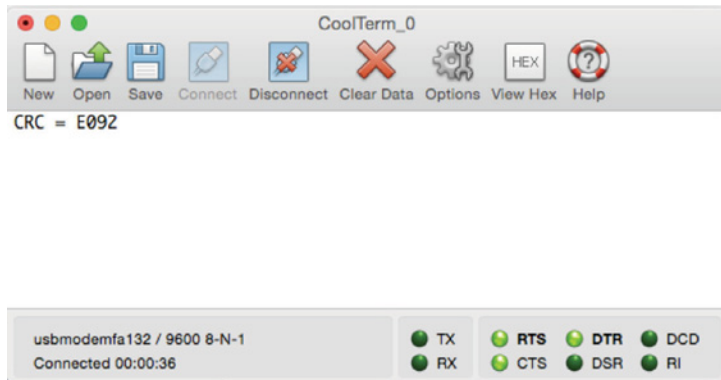 CoolTerm_0
New Open Save Connect Disconnect Clear Data Options View Hex Help
HEX
CRC = E092
usbmodemfa132 / 9600 8-N-1
Connected 00:00:36
TX
RX
RTS
CTS
DTR
DSR
DCD
RI